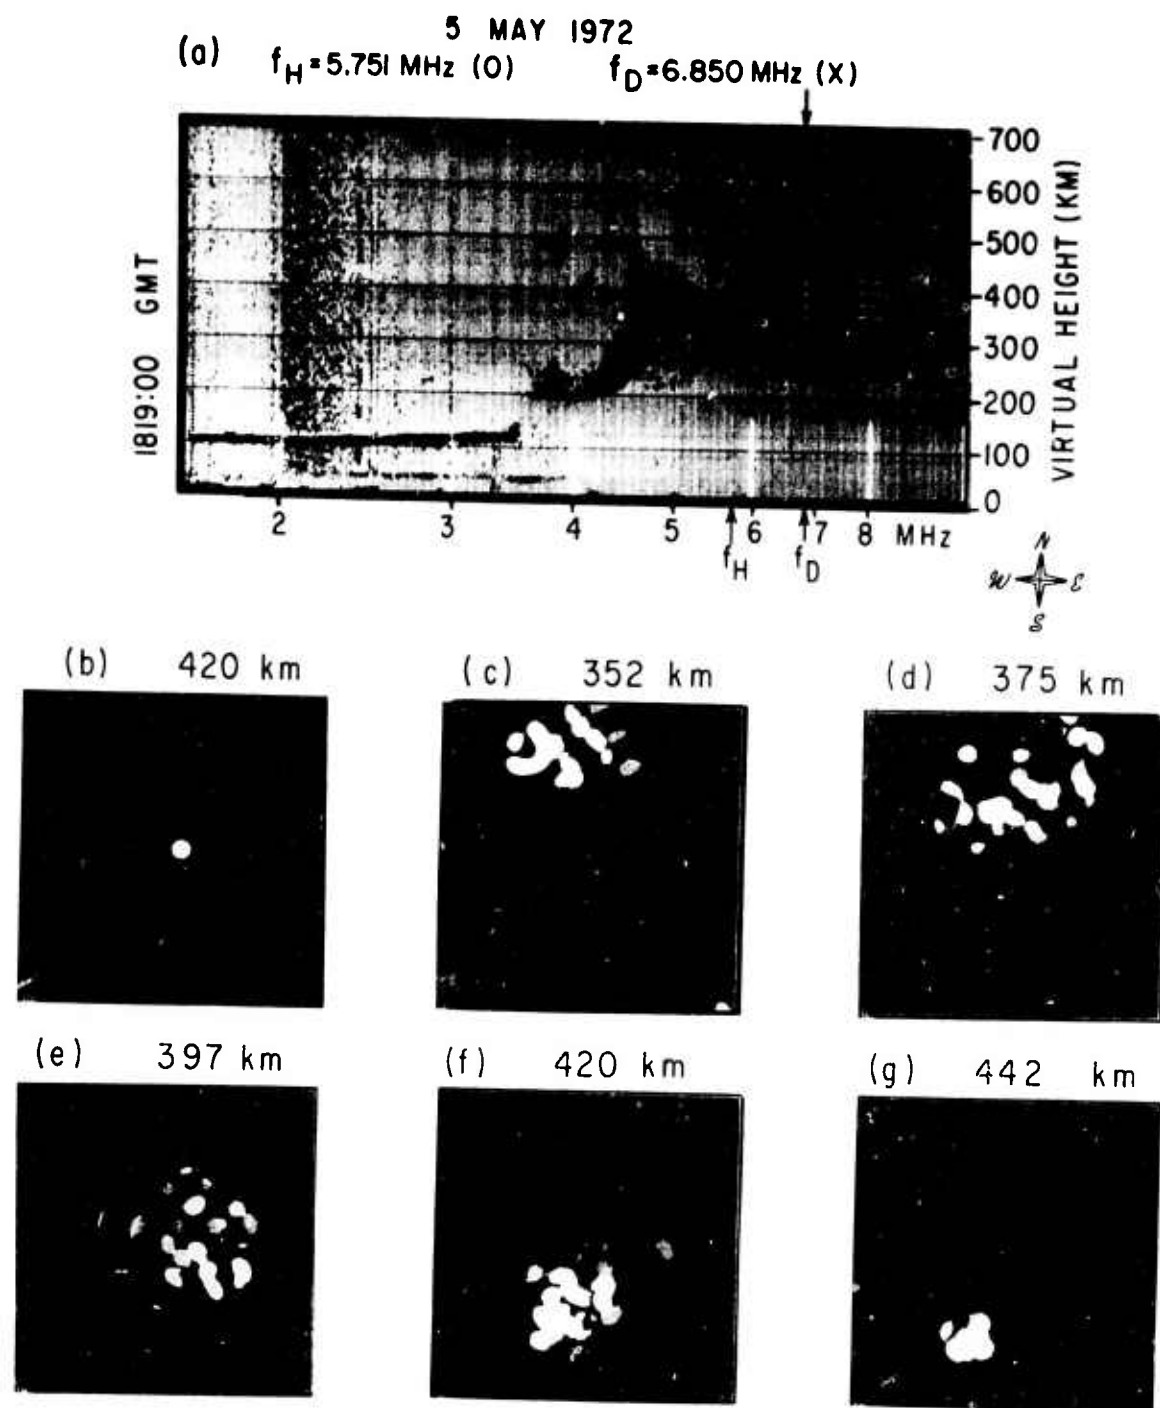 5 MAY 1972
(a) f_H=5.751 MHz (O) f_D=6.850 MHz (X)
1819:00 GMT
700
600
500
400
300
200
100
0
VIRTUAL HEIGHT (KM)
2 3 4 5 6 7 8 MHz
f_H f_D
N
W E
S
(b) 420 km (c) 352 km (d) 375 km
(e) 397 km (f) 420 km (g) 442 km